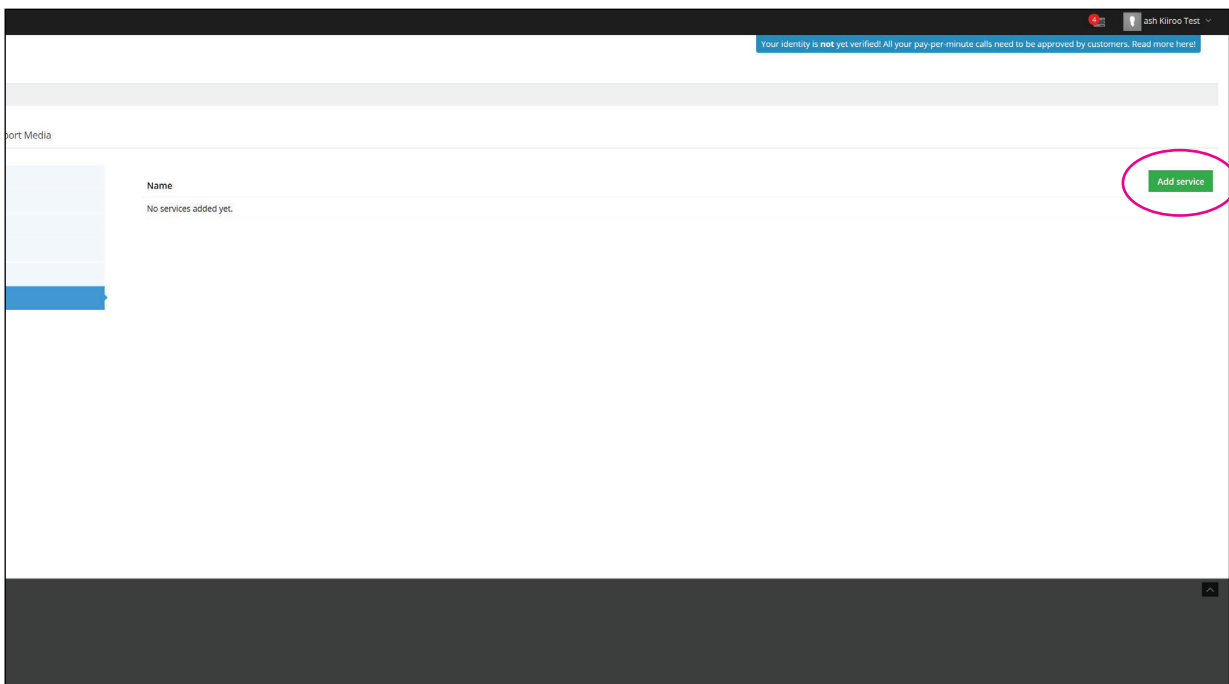 4
ash Kiiroo Test
Your identity is not yet verified! All your pay-per-minute calls need to be approved by customers. Read more here!
port Media
Name
Add service
No services added yet.